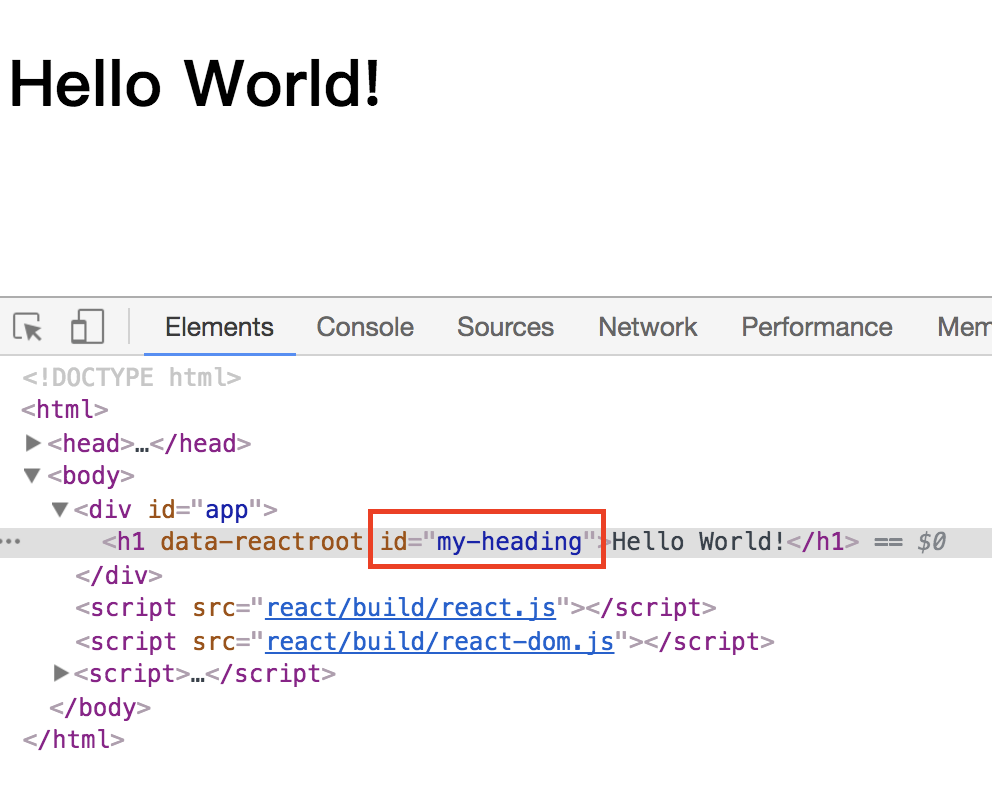 Hello World!
Elements Console Sources Network Performance Mem
<!DOCTYPE html>
<html>
<head>…</head>
<body>
<div id="app">
<h1 data-reactroot id="my-heading">Hello World!</h1> == $0
</div>
<script src="react/build/react.js"></script>
<script src="react/build/react-dom.js"></script>
<script>…</script>
</body>
</html>